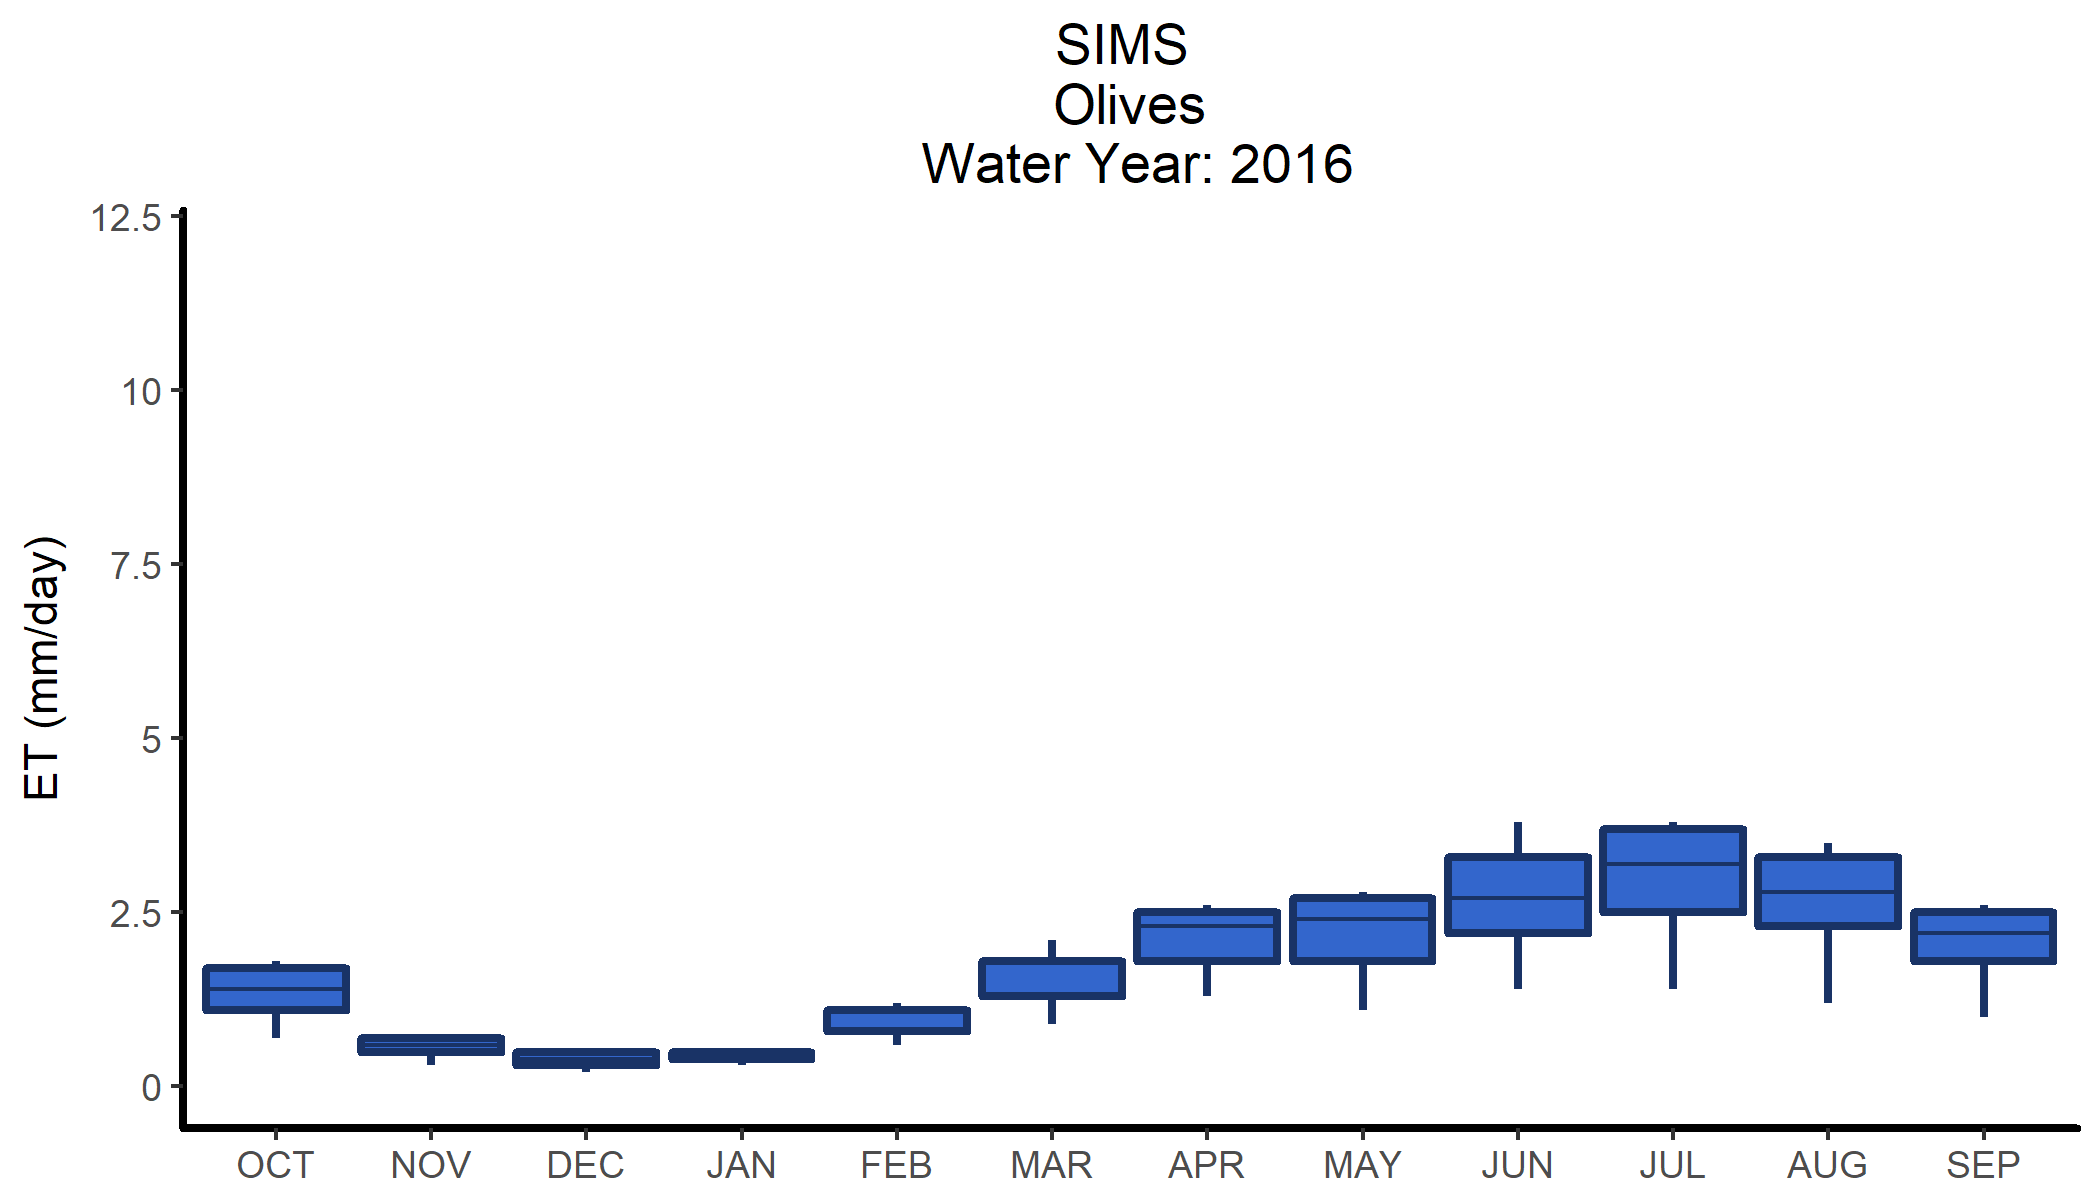 SIMS
Olives
Water Year: 2016
12.5
10
7.5
5
2.5
0
ET (mm/day)
OCT NOV DEC JAN FEB MAR APR MAY JUN JUL AUG SEP